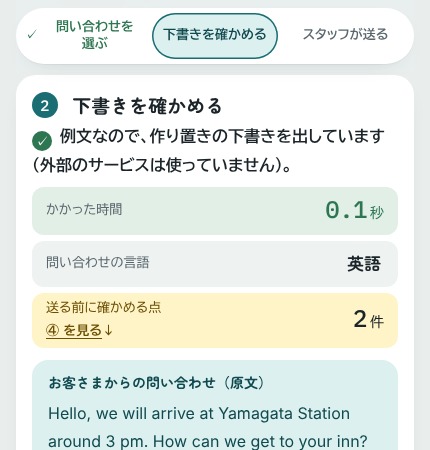 ✓ 問い合わせを
選ぶ
下書きを確かめる
スタッフが送る
2 下書きを確かめる
✓ 例文なので、作り置きの下書きを出しています
(外部のサービスは使っていません)。
かかった時間
0.1秒
問い合わせの言語
英語
送る前に確かめる点
④ を見る↓
2件
お客さまからの問い合わせ（原文）
Hello, we will arrive at Yamagata Station
around 3 pm. How can we get to your inn?